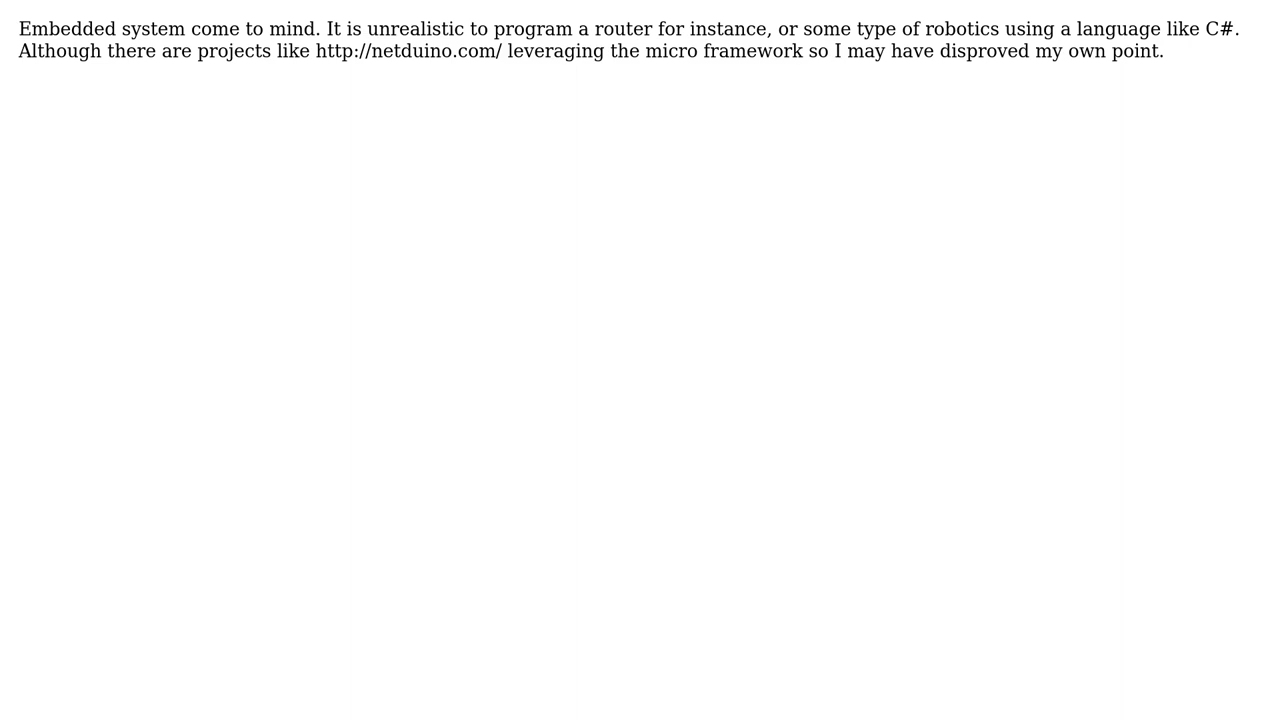 Embedded system come to mind. It is unrealistic to program a router for instance, or some type of robotics using a language like C#.
Although there are projects like http://netduino.com/ leveraging the micro framework so I may have disproved my own point.